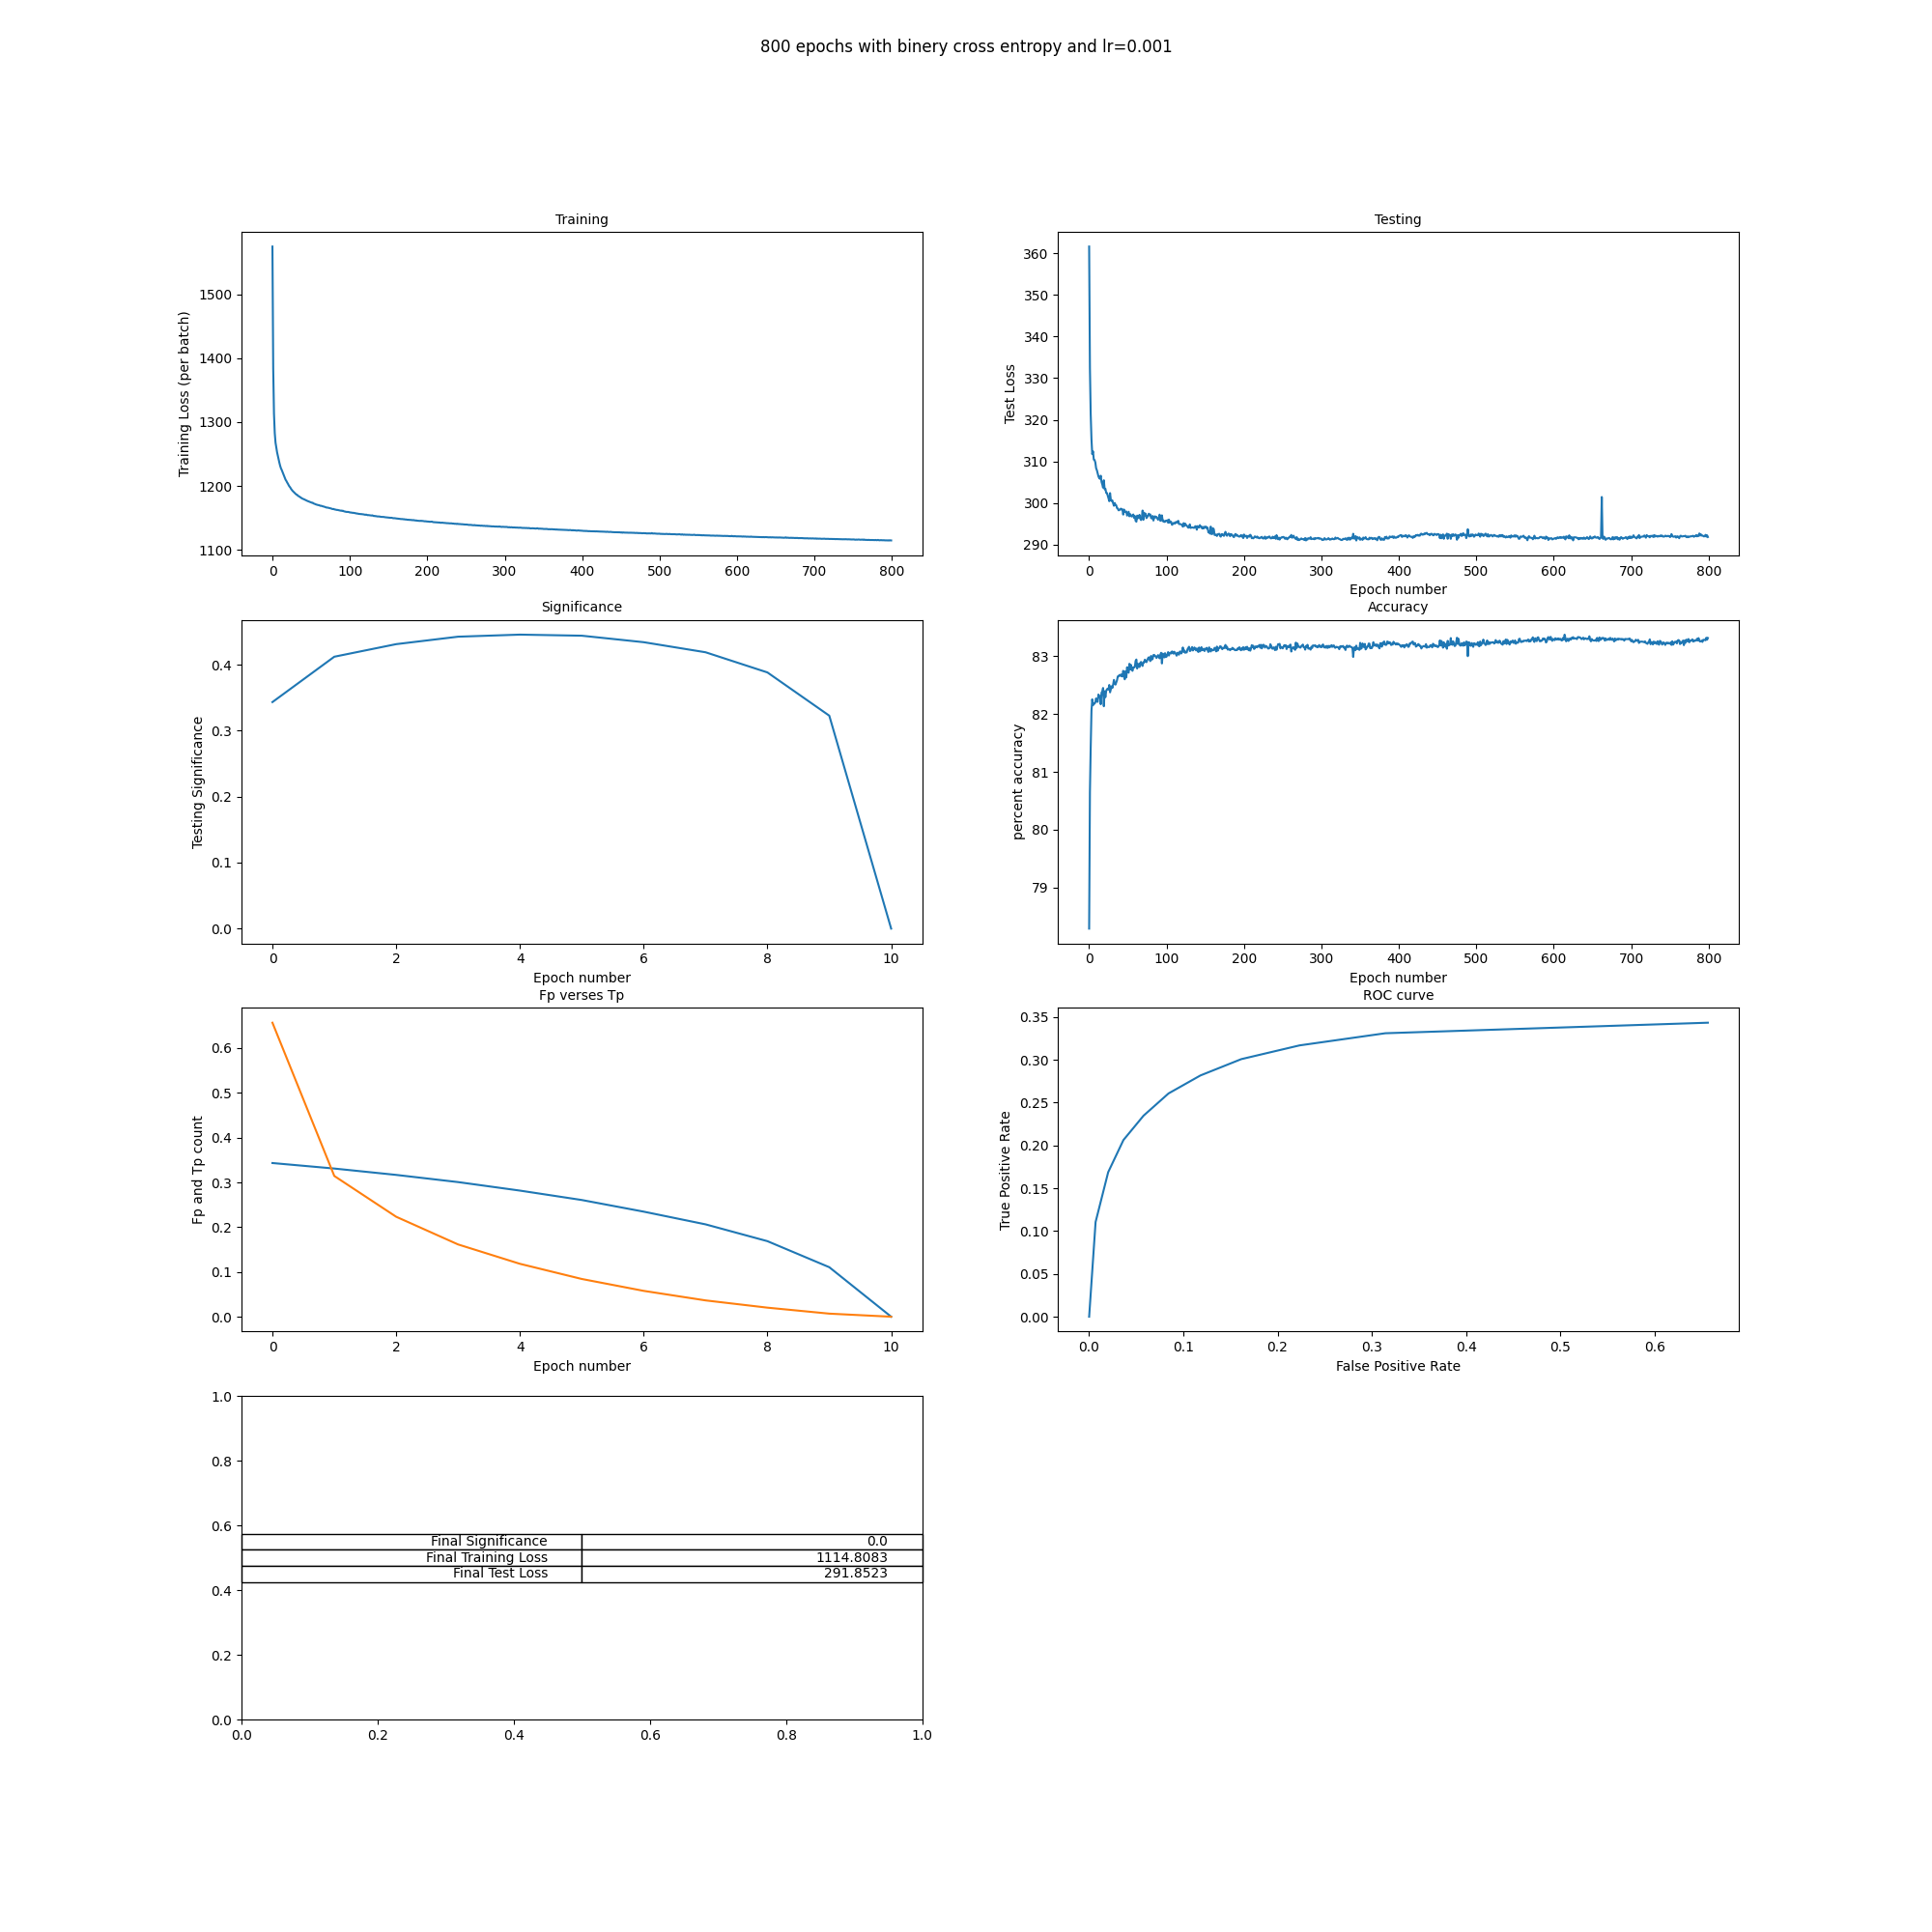 800 epochs with binery cross entropy and lr=0.001
Training
1500
1400
1300
1200
1100
Training Loss (per batch)
0 100 200 300 400 500 600 700 800
Testing
360
350
340
330
320
310
300
290
Test Loss
0 100 200 300 400 500 600 700 800
Epoch number
Significance
0.4
0.3
0.2
0.1
0.0
Testing Significance
0 2 4 6 8 10
Epoch number
Accuracy
83
82
81
80
79
percent accuracy
0 100 200 300 400 500 600 700 800
Epoch number
Fp verses Tp
0.6
0.5
0.4
0.3
0.2
0.1
0.0
Fp and Tp count
0 2 4 6 8 10
Epoch number
ROC curve
0.35
0.30
0.25
0.20
0.15
0.10
0.05
0.00
True Positive Rate
0.0 0.1 0.2 0.3 0.4 0.5 0.6
False Positive Rate
1.0
0.8
0.6
Final Significance 0.0
Final Training Loss 1114.8083
Final Test Loss 291.8523
0.4
0.2
0.0
0.0 0.2 0.4 0.6 0.8 1.0